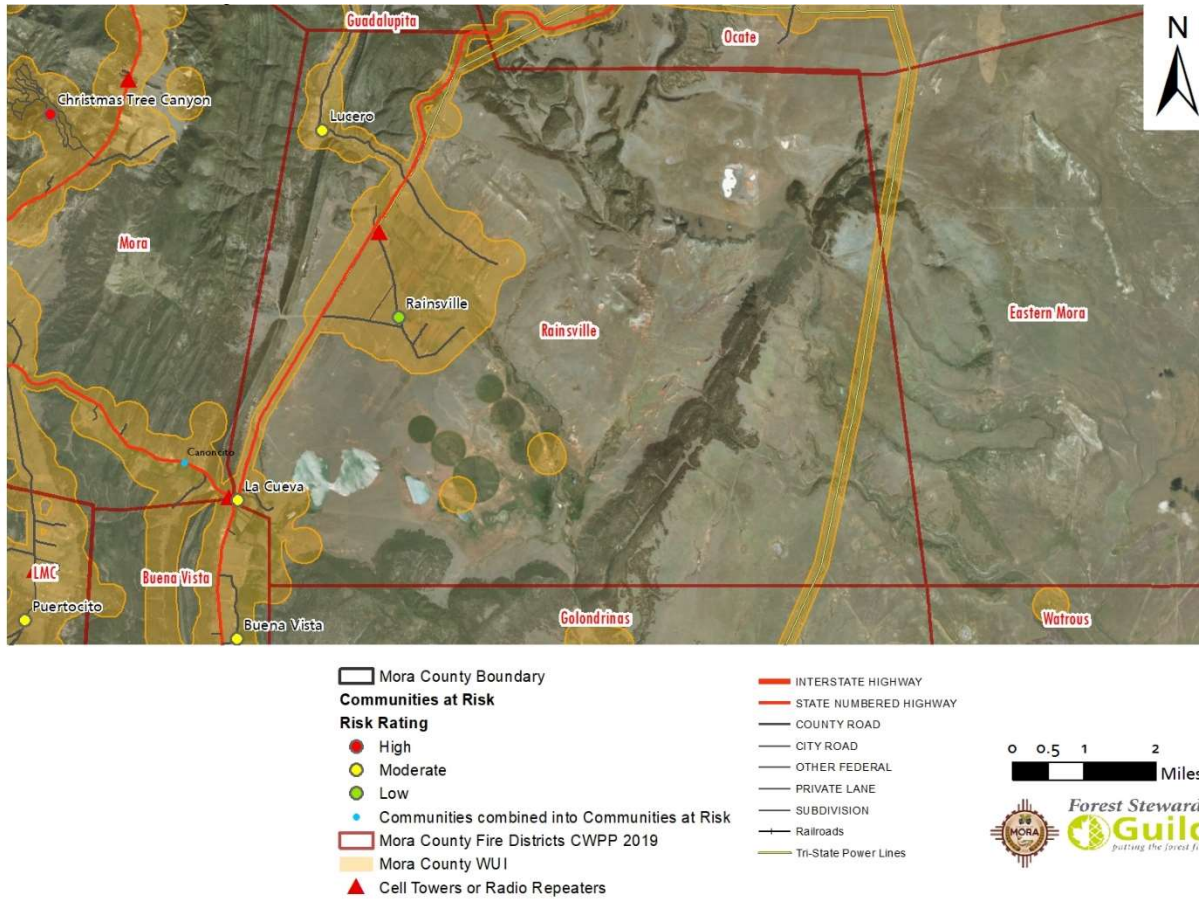 Guadalupita
Ocate
N
Christmas Tree Canyon
Lucero
Mora
Rainsville
Rainsville
Eastern Mora
Canoncito
La Cueva
LMC
Buena Vista
Puertocito
Buena Vista
Golondrinas
Watrous
Mora County Boundary
Communities at Risk
Risk Rating
High
Moderate
Low
Communities combined into Communities at Risk
Mora County Fire Districts CWPP 2019
Mora County WUI
Cell Towers or Radio Repeaters
INTERSTATE HIGHWAY
STATE NUMBERED HIGHWAY
COUNTY ROAD
CITY ROAD
OTHER FEDERAL
PRIVATE LANE
SUBDIVISION
Railroads
Tri-State Power Lines
0 0.5 1 2
Miles
MORA
Forest Steward
Guild
putting the forest fi